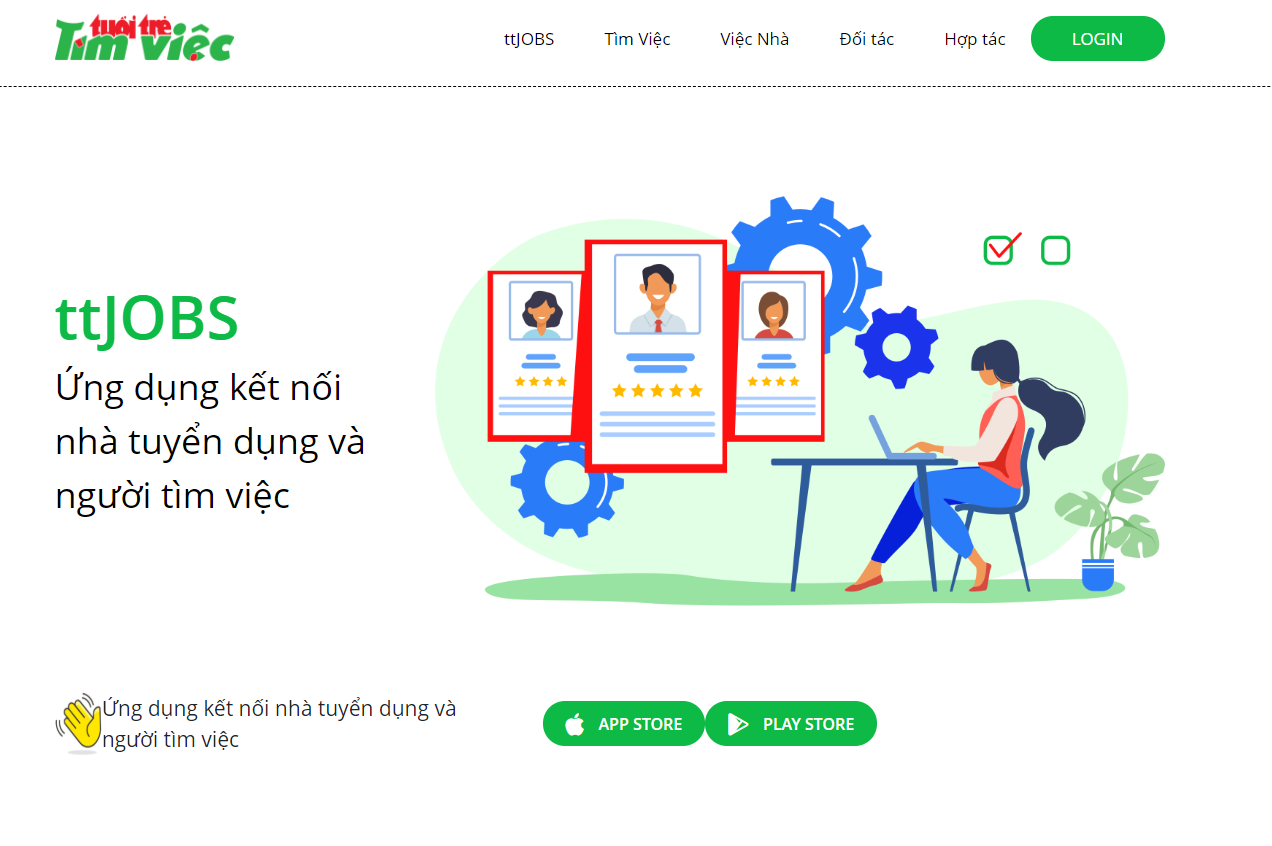 tuổi trẻ
Tìm việc
ttJOBS
Tìm Việc
Việc Nhà
Đối tác
Hợp tác
LOGIN
ttJOBS
Ứng dụng kết nối
nhà tuyển dụng và
người tìm việc
Ứng dụng kết nối nhà tuyển dụng và
người tìm việc
APP STORE
PLAY STORE